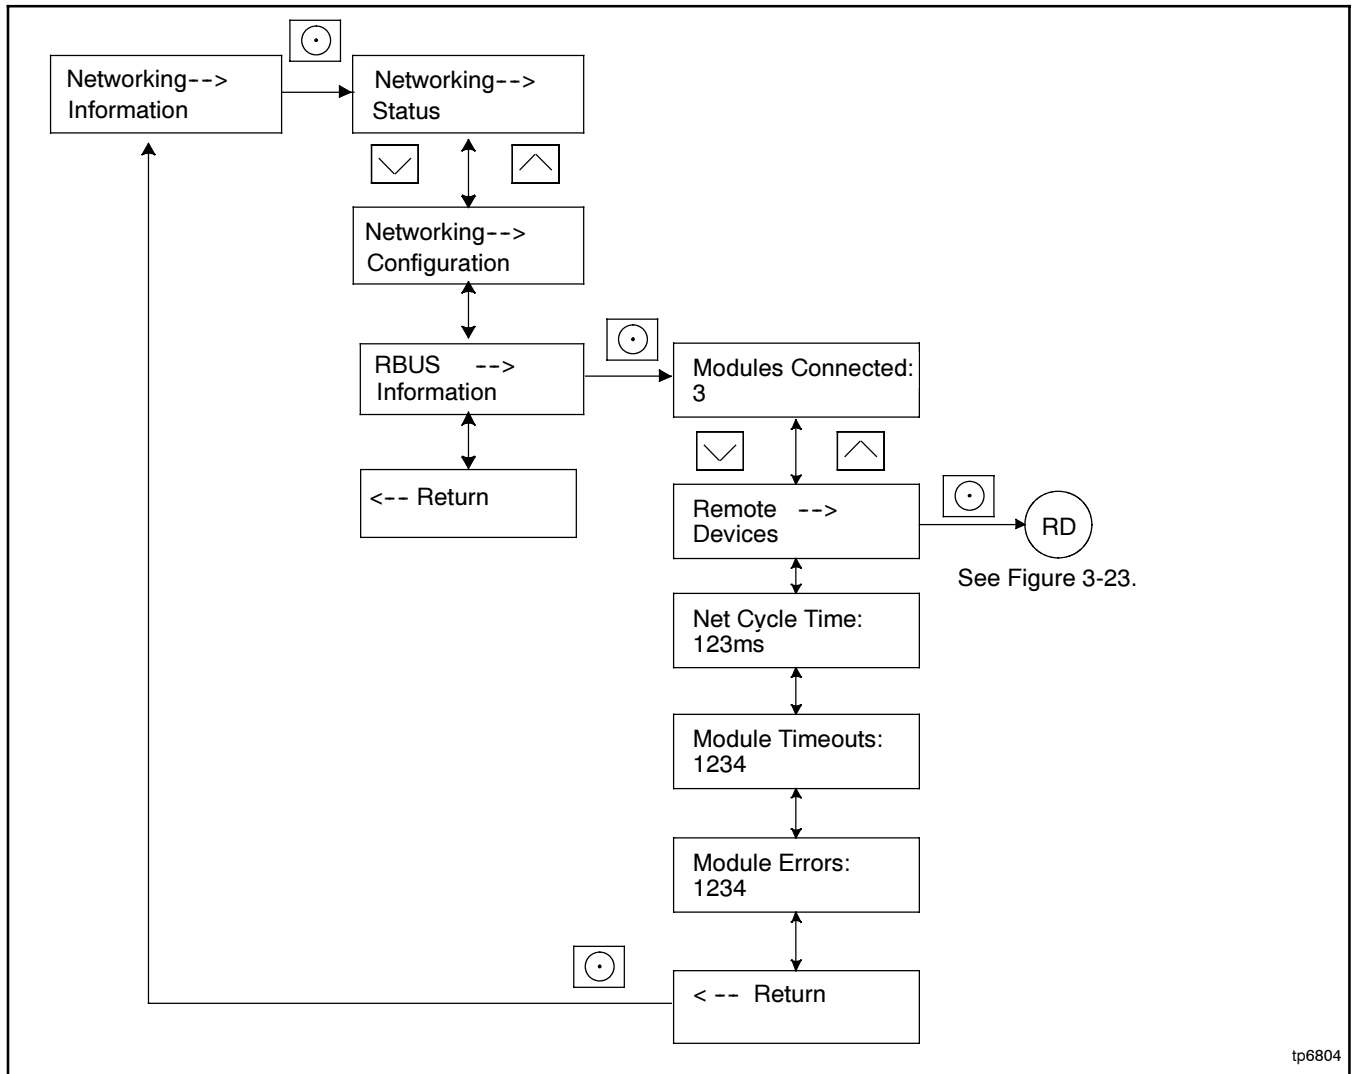 Networking-->
Information
Networking-->
Status
Networking-->
Configuration
RBUS -->
Information
<-- Return
Modules Connected:
3
Remote -->
Devices
RD
See Figure 3-23.
Net Cycle Time:
123ms
Module Timeouts:
1234
Module Errors:
1234
< -- Return
tp6804